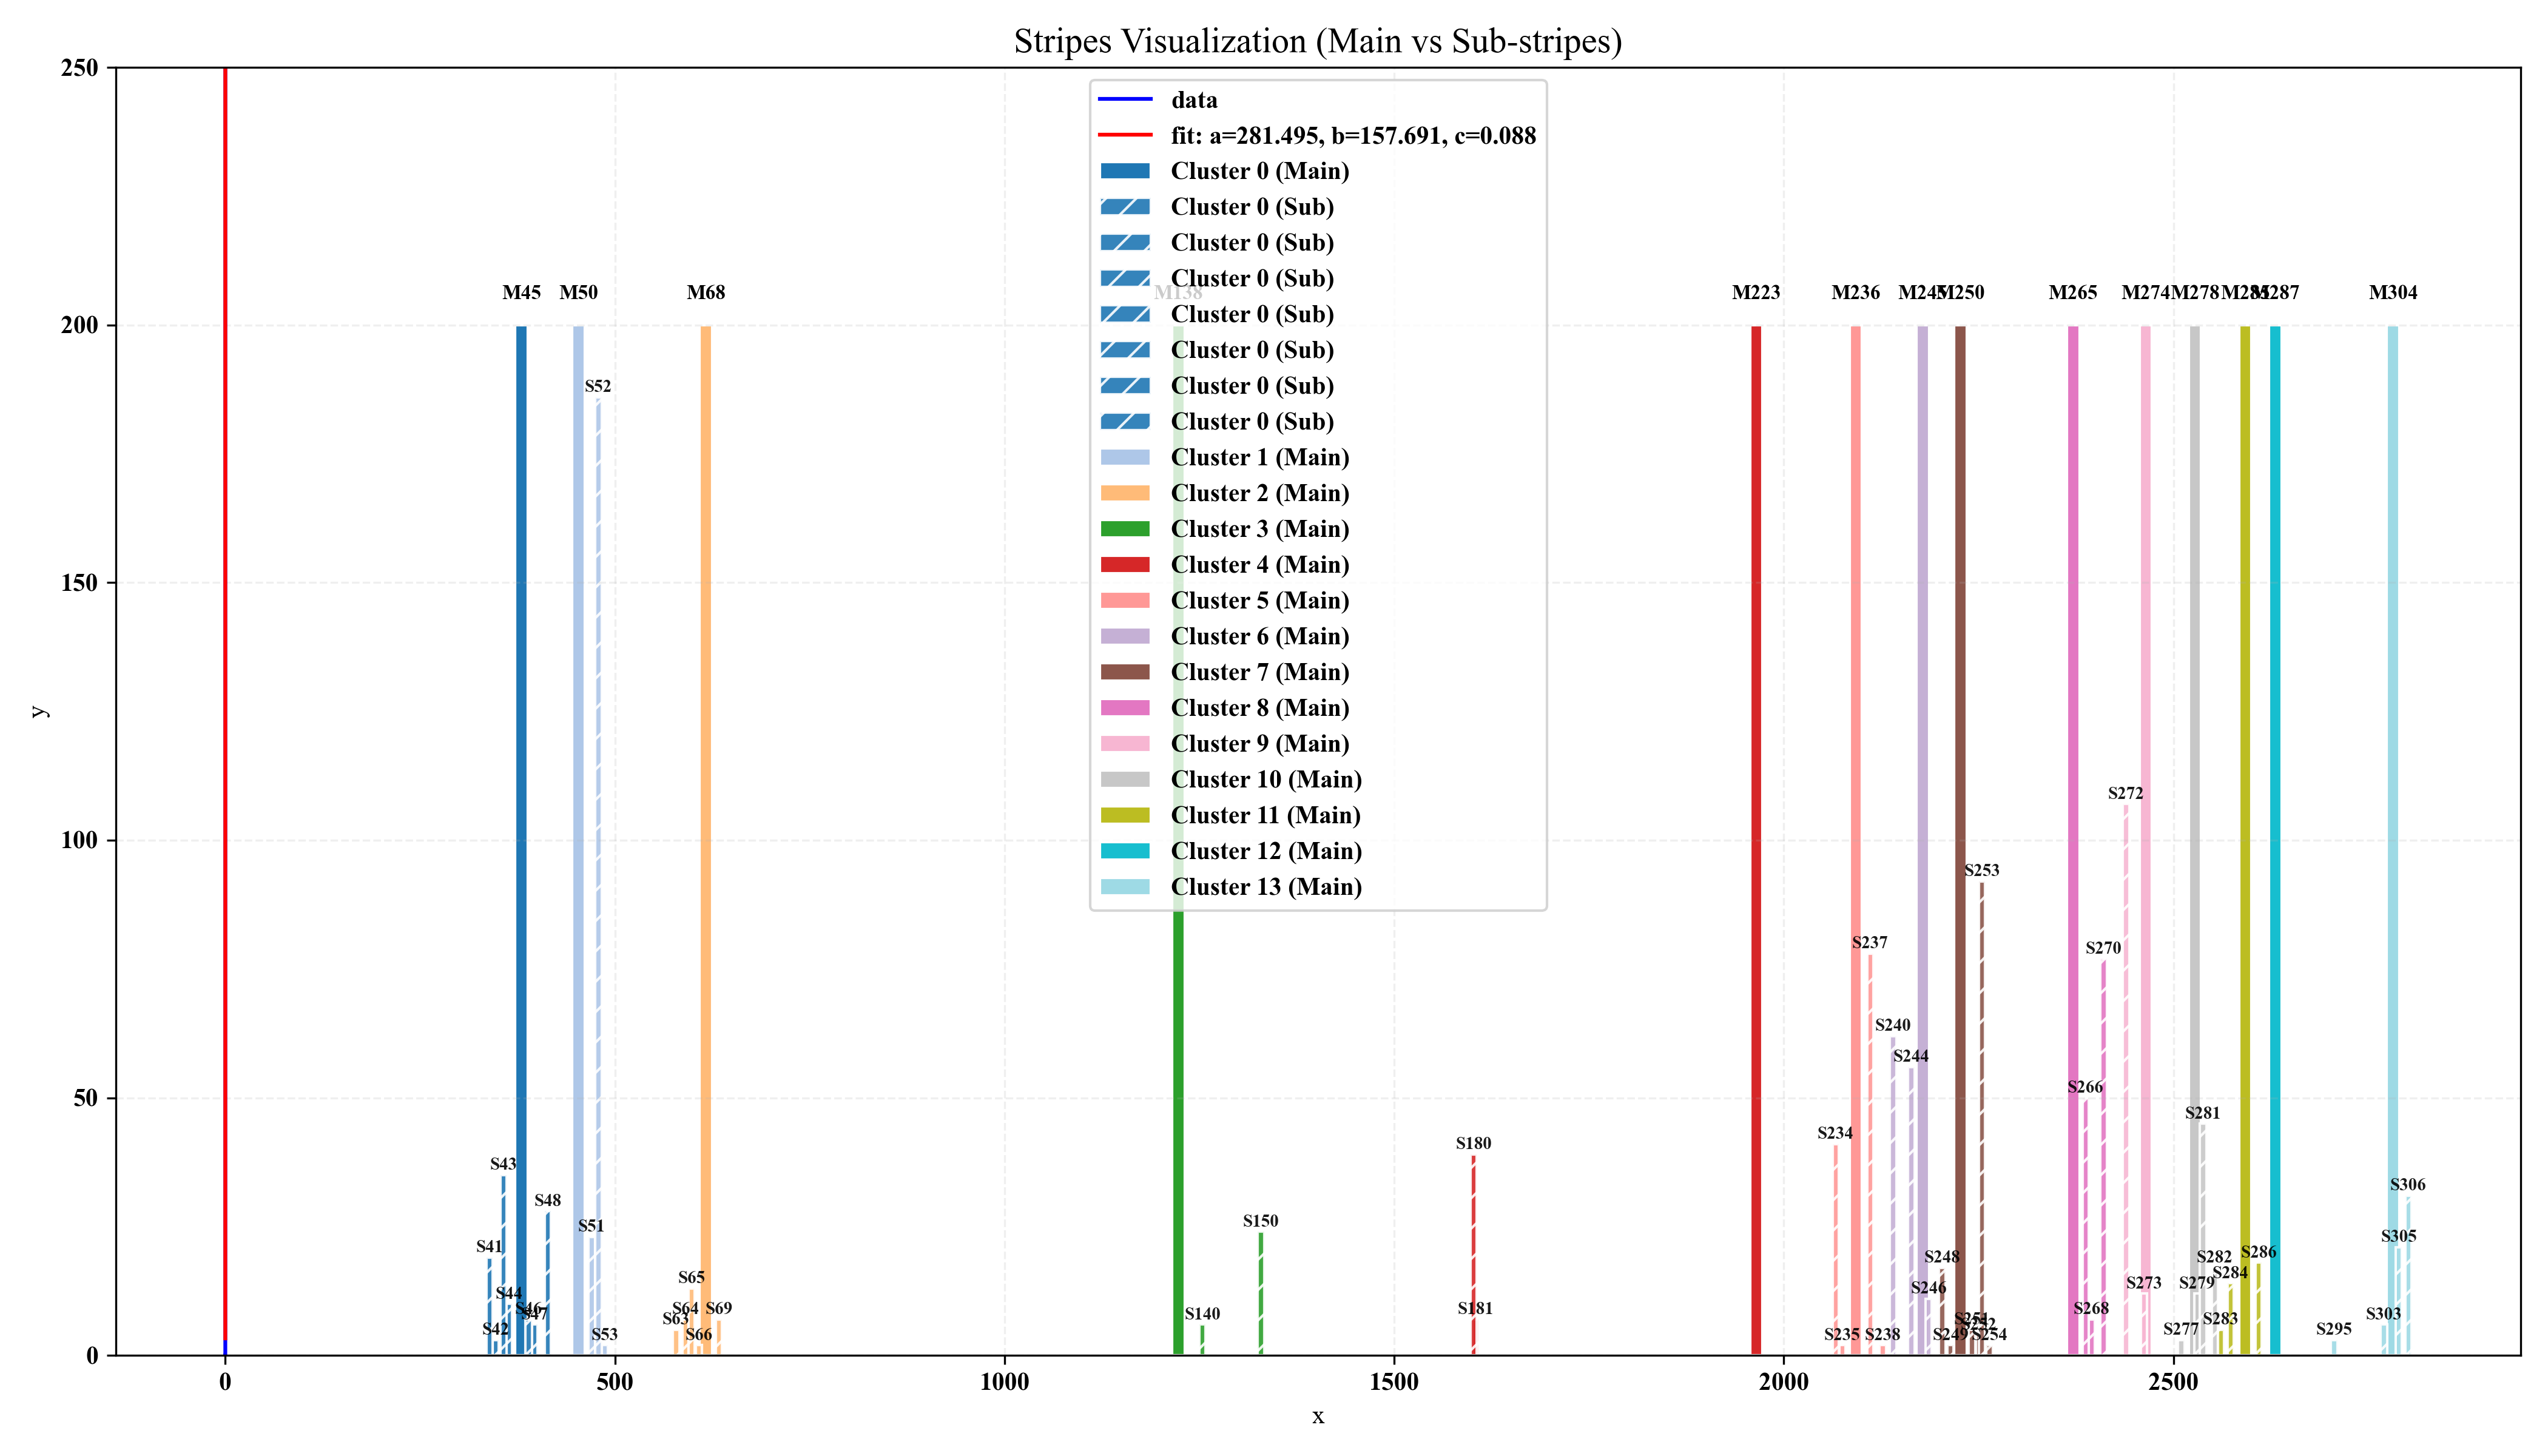 Stripes Visualization (Main vs Sub-stripes)
250
200
150
100
50
0
y
data
fit: a=281.495, b=157.691, c=0.088
Cluster 0 (Main)
Cluster 0 (Sub)
Cluster 0 (Sub)
Cluster 0 (Sub)
Cluster 0 (Sub)
Cluster 0 (Sub)
Cluster 0 (Sub)
Cluster 0 (Sub)
Cluster 1 (Main)
Cluster 2 (Main)
Cluster 3 (Main)
Cluster 4 (Main)
Cluster 5 (Main)
Cluster 6 (Main)
Cluster 7 (Main)
Cluster 8 (Main)
Cluster 9 (Main)
Cluster 10 (Main)
Cluster 11 (Main)
Cluster 12 (Main)
Cluster 13 (Main)
M45 M50 M68 M138 M223 M236 M250 M265 M274 M278 M287 M304
S52
S272
S253
S237
S270
S240
S244
S266
S281
S234
S180
S43
S306
S48
S51
S150
S305
S41
S248
S282
S286
S65
S284
S44
S246
S273
S279
S46
S64
S69
S181
S268
S47
S63
S140
S303
S283
S42
S53
S66
S235
S238
S249
S254
S277
S295
0 500 1000 1500 2000 2500
x